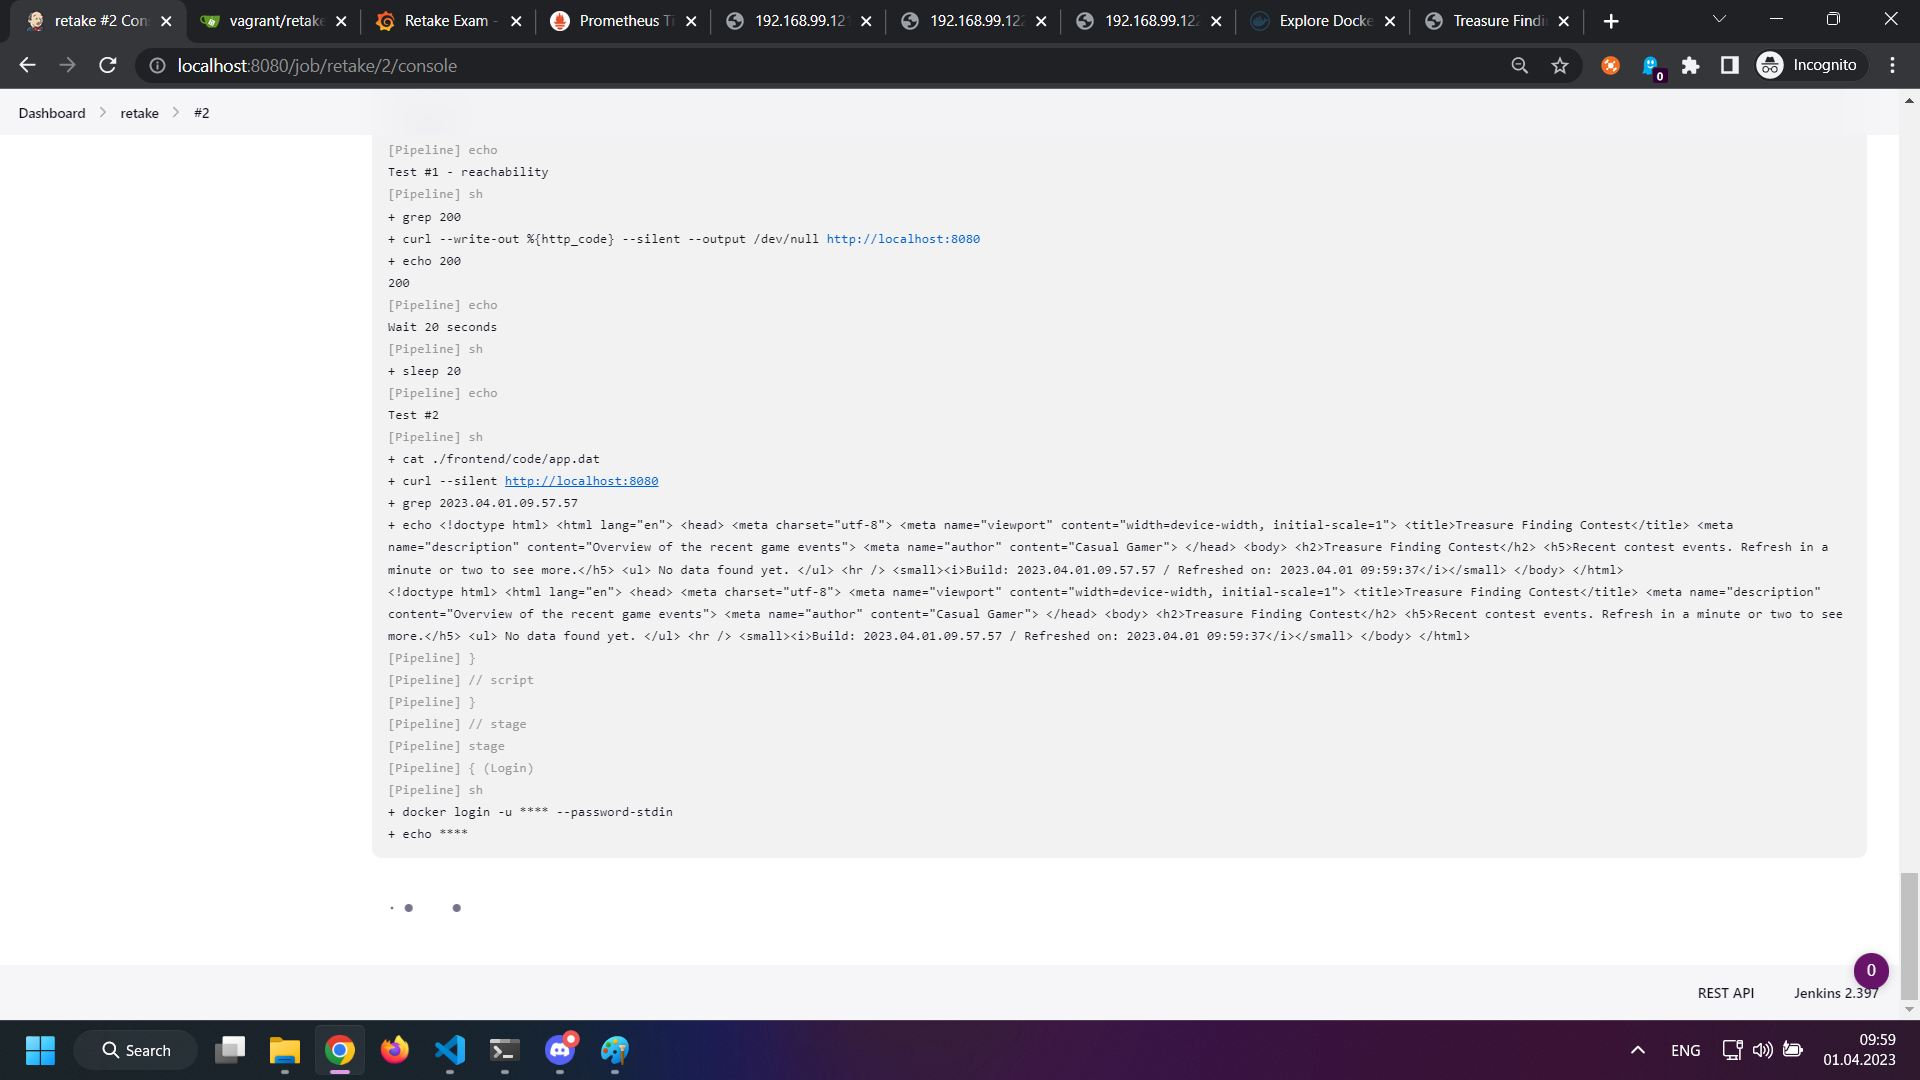 retake #2 Con
vagrant/retake
Retake Exam -
Prometheus Ti
192.168.99.121
192.168.99.122
192.168.99.122
Explore Docke
Treasure Findi
localhost:8080/job/retake/2/console
0
Incognito
Dashboard
retake
#2
[Pipeline] echo
Test #1 - reachability
[Pipeline] sh
+ grep 200
+ curl --write-out %{http_code} --silent --output /dev/null http://localhost:8080
+ echo 200
200
[Pipeline] echo
Wait 20 seconds
[Pipeline] sh
+ sleep 20
[Pipeline] echo
Test #2
[Pipeline] sh
+ cat ./frontend/code/app.dat
+ curl --silent http://localhost:8080
+ grep 2023.04.01.09.57.57
+ echo <!doctype html> <html lang="en"> <head> <meta charset="utf-8"> <meta name="viewport" content="width=device-width, initial-scale=1"> <title>Treasure Finding Contest</title> <meta
name="description" content="Overview of the recent game events"> <meta name="author" content="Casual Gamer"> </head> <body> <h2>Treasure Finding Contest</h2> <h5>Recent contest events. Refresh in a
minute or two to see more.</h5> <ul> No data found yet. </ul> <hr /> <small><i>Build: 2023.04.01.09.57.57 / Refreshed on: 2023.04.01 09:59:37</i></small> </body> </html>
<!doctype html> <html lang="en"> <head> <meta charset="utf-8"> <meta name="viewport" content="width=device-width, initial-scale=1"> <title>Treasure Finding Contest</title> <meta name="description"
content="Overview of the recent game events"> <meta name="author" content="Casual Gamer"> </head> <body> <h2>Treasure Finding Contest</h2> <h5>Recent contest events. Refresh in a minute or two to see
more.</h5> <ul> No data found yet. </ul> <hr /> <small><i>Build: 2023.04.01.09.57.57 / Refreshed on: 2023.04.01 09:59:37</i></small> </body> </html>
[Pipeline] }
[Pipeline] // script
[Pipeline] }
[Pipeline] // stage
[Pipeline] stage
[Pipeline] { (Login)
[Pipeline] sh
+ docker login -u **** --password-stdin
+ echo ****
0
REST API
Jenkins 2.397
Search
ENG
09:59
01.04.2023